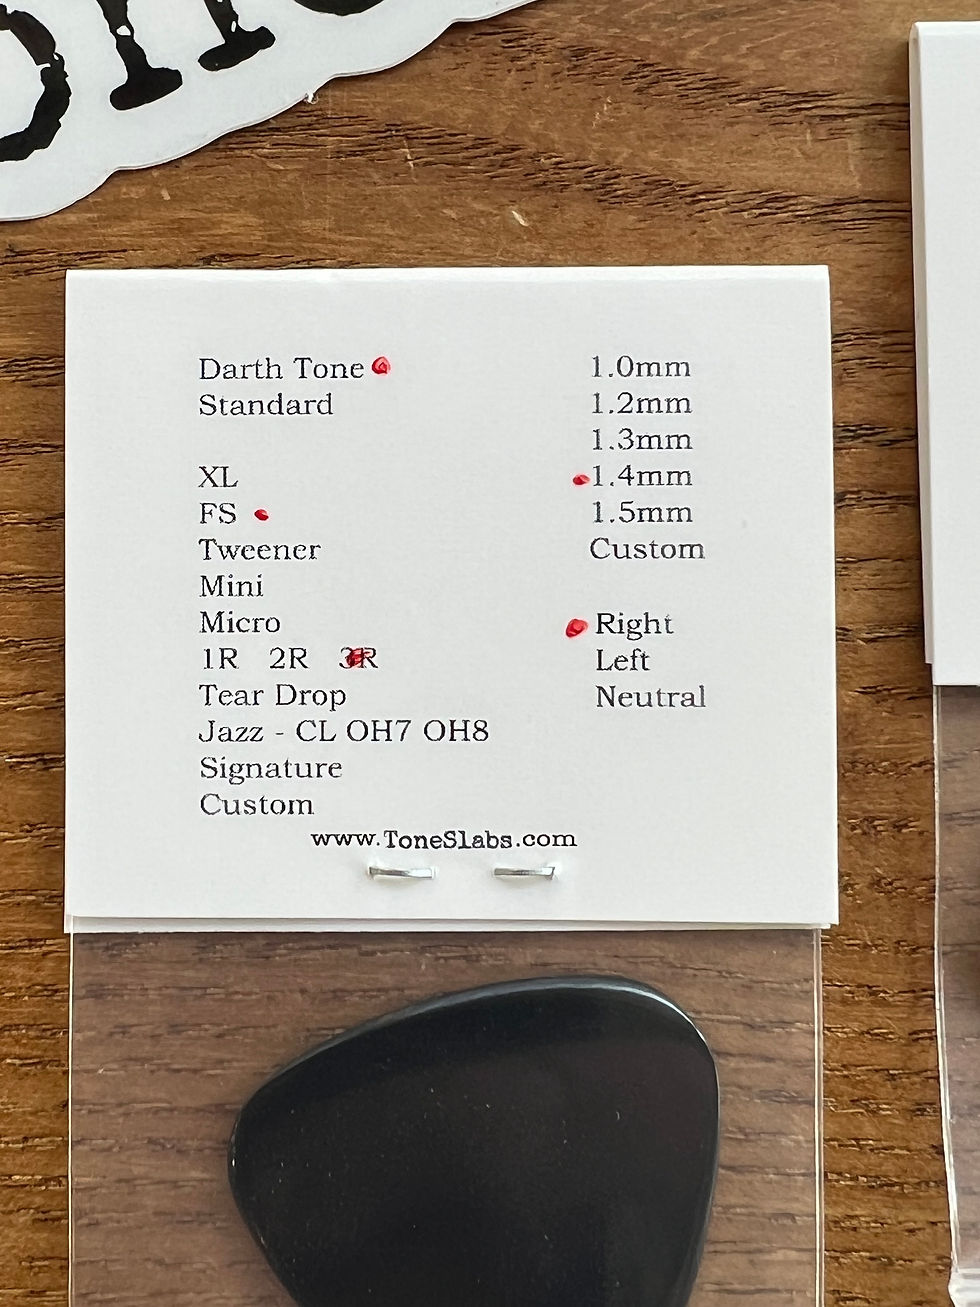 Darth Tone
Standard
XL
FS
Tweener
Mini
Micro
1R 2R 3R
Tear Drop
Jazz - CL OH7 OH8
Signature
Custom
1.0mm
1.2mm
1.3mm
1.4mm
1.5mm
Custom
Right
Left
Neutral
www.ToneSlabs.com